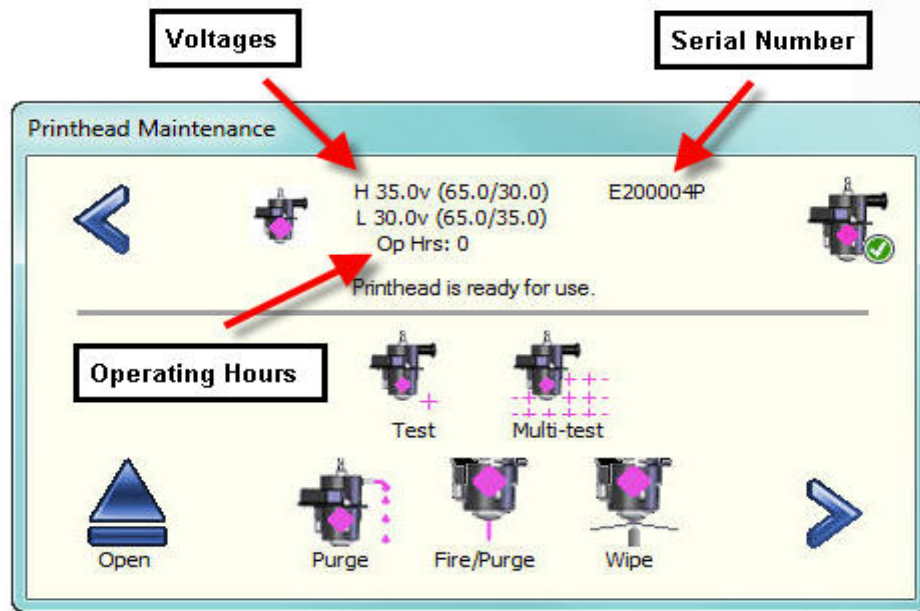 Voltages
Serial Number
Printhead Maintenance
H 35.0v (65.0/30.0)
E200004P
L 30.0v (65.0/35.0)
Op Hrs: 0
Printhead is ready for use.
Operating Hours
Test
Multi-test
Open
Purge
Fire/Purge
Wipe